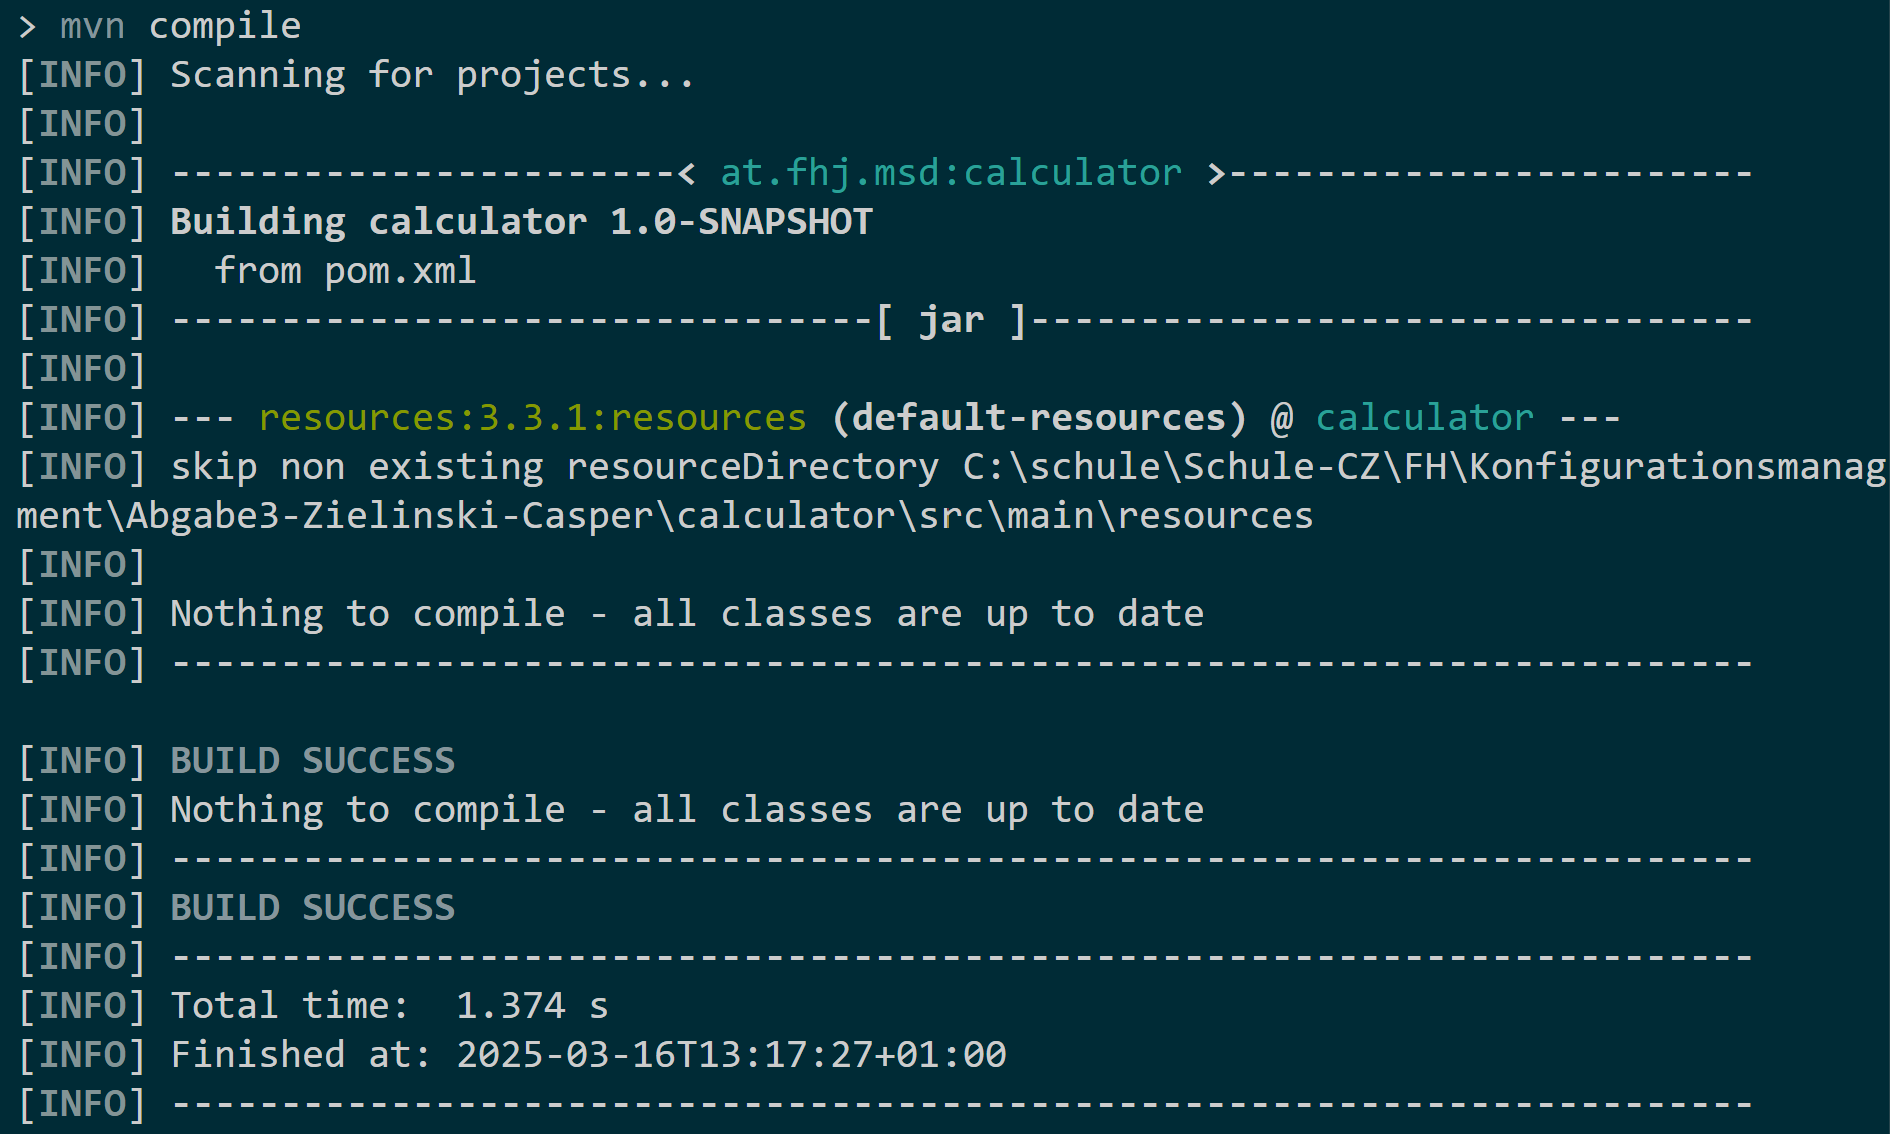 > mvn compile
[INFO] Scanning for projects...
[INFO]
[INFO] -----------------------< at.fhj.msd:calculator >------------------------
[INFO] Building calculator 1.0-SNAPSHOT
[INFO]   from pom.xml
[INFO] --------------------------------[ jar ]---------------------------------
[INFO]
[INFO] --- resources:3.3.1:resources (default-resources) @ calculator ---
[INFO] skip non existing resourceDirectory C:\schule\Schule-CZ\FH\Konfigurationsmanag
ment\Abgabe3-Zielinski-Casper\calculator\src\main\resources
[INFO]
[INFO] Nothing to compile - all classes are up to date
[INFO] ------------------------------------------------------------------------
[INFO] BUILD SUCCESS
[INFO] Nothing to compile - all classes are up to date
[INFO] ------------------------------------------------------------------------
[INFO] BUILD SUCCESS
[INFO] ------------------------------------------------------------------------
[INFO] Total time:  1.374 s
[INFO] Finished at: 2025-03-16T13:17:27+01:00
[INFO] ------------------------------------------------------------------------